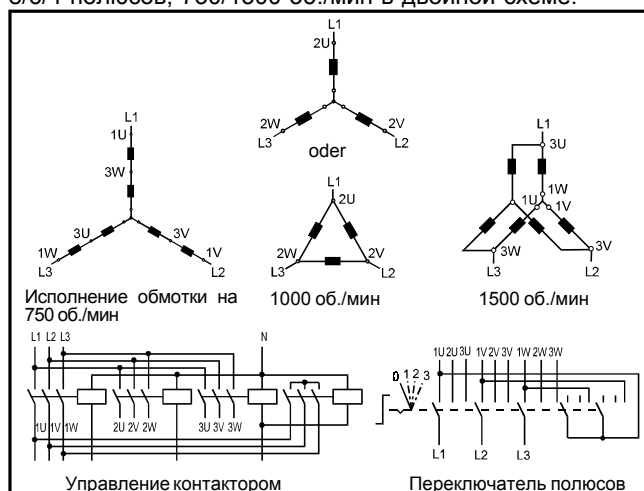 8/6/4 полюсов, 750/1500 об./мин в двойной схеме.
L1
2U
2W
2V
L3
L2
oder
L1
1U
3W
3U
3V
1W
1V
L3
L2
Исполнение обмотки на
750 об./мин
L1
2U
2W
2V
L3
L2
1000 об./мин
L1
3U
1W
1U
1V
3W
3V
L3
L2
1500 об./мин
L1 L2 L3
N
1U 1V 1W
2U 2V 2W
3U 3V 3W
Управление контактором
1U 2U 3U 1V 2V 3V 1W 2W 3W
0 1 2 3
L1
L2
L3
Переключатель полюсов